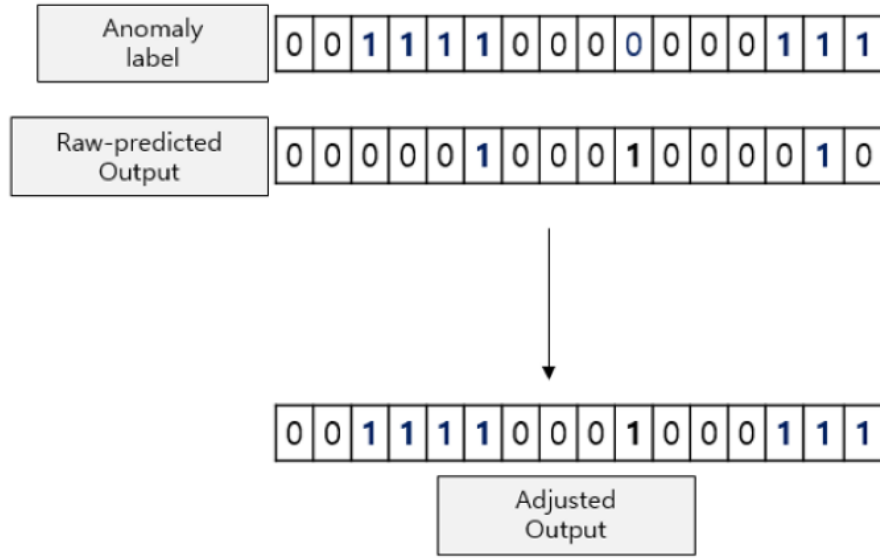 Anomaly
label
0 0 1 1 1 1 0 0 0 0 0 0 0 1 1 1
Raw-predicted
Output
0 0 0 0 0 1 0 0 0 1 0 0 0 0 1 0
0 0 1 1 1 1 0 0 0 1 0 0 0 1 1 1
Adjusted
Output